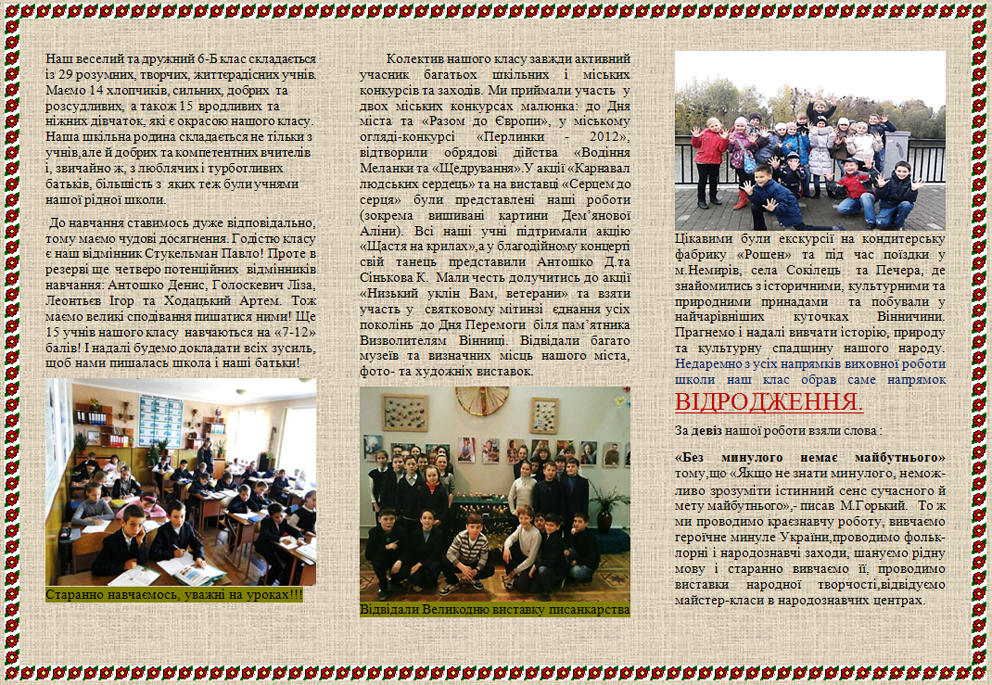 Наш веселий та дружний 6-Б клас складається
із 29 розумних, творчих, життєрадісних учнів.
Маємо 14 хлопчиків, сильних, добрих та
розсудливих, а також 15 вродливих та
ніжних дівчаток, які є окрасою нашого класу.
Наша шкільна родина складається не тільки з
учнів,але й добрих та компетентних вчителів
і, звичайно ж, з люблячих і турботливих
батьків, більшість з яких теж були учнями
нашої рідної школи.
До навчання ставимось дуже відповідально,
тому маємо чудові досягнення. Годістю класу
є наш відмінник Стукельман Павло! Проте в
резерві ще четверо потенційних відмінників
навчання: Антошко Денис, Голоскевич Ліза,
Леонтьєв Ігор та Ходацький Артем. Тож
маємо великі сподівання пишатися ними! Ще
15 учнів нашого класу навчаються на «7-12»
балів! І надалі будемо докладати всіх зусиль,
щоб нами пишалась школа і наші батьки!
Старанно навчаємось, уважні на уроках!!!
Колектив нашого класу завжди активний
учасник багатьох шкільних і міських
конкурсів та заходів. Ми приймали участь у
двох міських конкурсах малюнка: до Дня
міста та «Разом до Європи», у міському
огляді-конкурсі «Перлинки - 2012»,
відтворили обрядові дійства «Водіння
Меланки та «Щедрування».У акції «Карнавал
людських сердець» та на виставці «Серцем до
серця» були представлені наші роботи
(зокрема вишивані картини Дем’янової
Аліни). Всі наші учні підтримали акцію
«Щастя на крилах»,а у благодійному концерті
свій танець представили Антошко Д.та
Сінькова К. Мали честь долучитись до акції
«Низький уклін Вам, ветерани» та взяти
участь у святковому мітинзі єднання усіх
поколінь до Дня Перемоги біля пам’ятника
Визволителям Вінниці. Відвідали багато
музеїв та визначних місць нашого міста,
фото- та художніх виставок.
Відвідали Великодню виставку писанкарства
Цікавими були екскурсії на кондитерську
фабрику «Рошен» та під час поїздки у
м.Немирів, села Сокілець та Печера, де
знайомились з історичними, культурними та
природними принадами та побували у
найчарівніших куточках Вінничини.
Прагнемо і надалі вивчати історію, природу
та культурну спадщину нашого народу.
Недаремно з усіх напрямків виховної роботи
школи наш клас обрав саме напрямок
ВІДРОДЖЕННЯ.
За девіз нашої роботи взяли слова :
«Без минулого немає майбутнього»
тому,що «Якщо не знати минулого, немож-
ливо зрозуміти істинний сенс сучасного й
мету майбутнього»,- писав М.Горький. То ж
ми проводимо краєзнавчу роботу, вивчаємо
героїчне минуле України,проводимо фольк-
лорні і народознавчі заходи, шануємо рідну
мову і старанно вивчаємо її, проводимо
виставки народної творчості,відвідуємо
майстер-класи в народознавчих центрах.